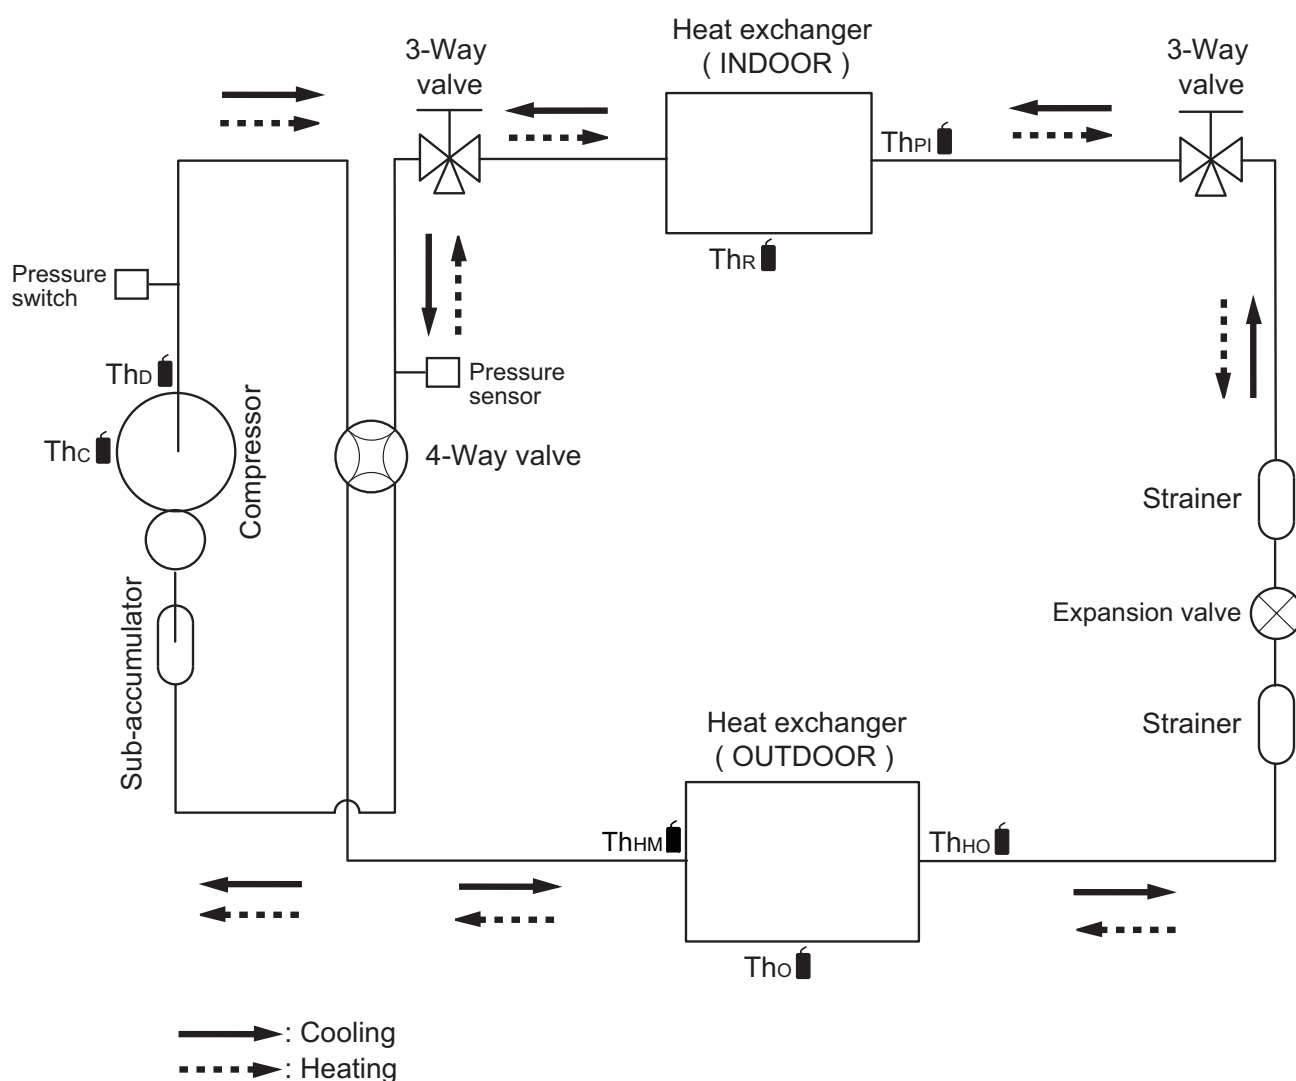 Heat exchanger
( INDOOR )
3-Way
valve
3-Way
valve
ThPI
ThR
Pressure
switch
ThD
Pressure
sensor
ThC
Compressor
4-Way valve
Strainer
Sub-accumulator
Expansion valve
Heat exchanger
( OUTDOOR )
Strainer
ThHM
ThHO
ThO
: Cooling
: Heating